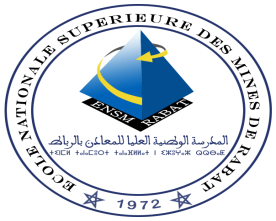 ECOLE NATIONALE SUPERIEURE DES MINES DE RABAT
ENSM
RABAT
المدرسة الوطنية العليا للمعادن بالرباط
1972